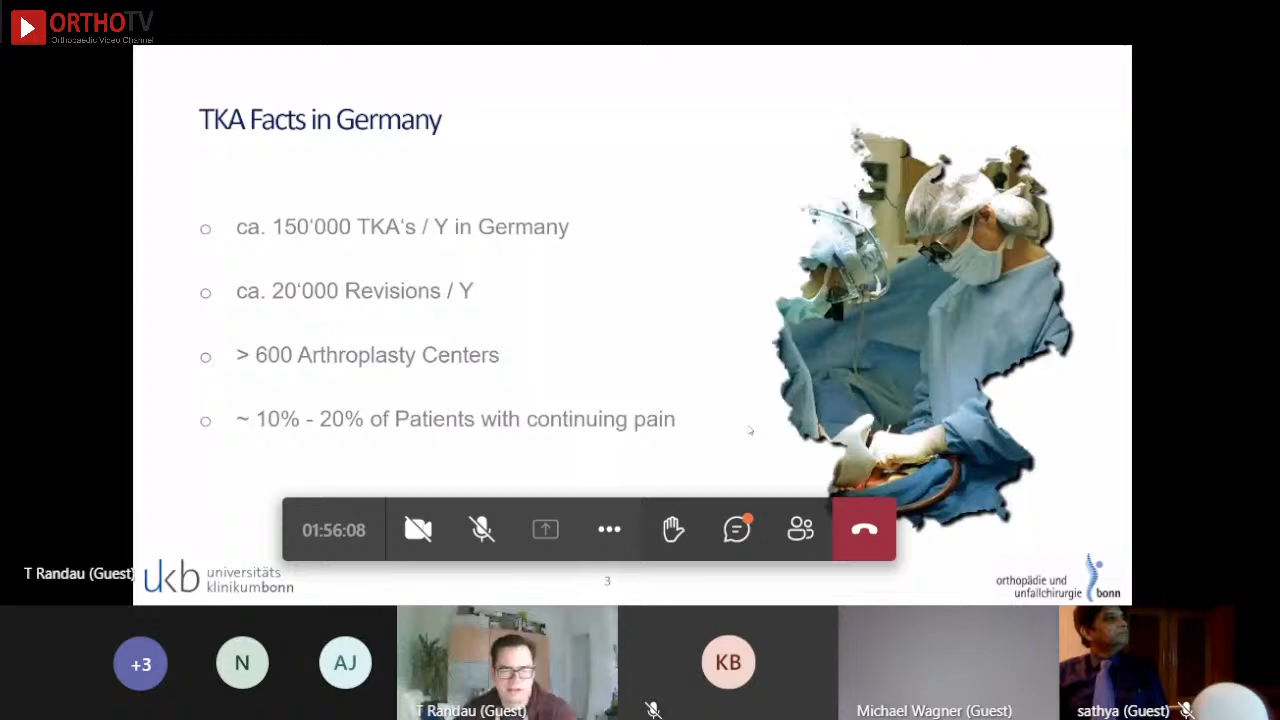 ORTHOTV
Orthopaedic Video Channel
TKA Facts in Germany
ca. 150‘000 TKA‘s / Y in Germany
ca. 20‘000 Revisions / Y
> 600 Arthroplasty Centers
~ 10% - 20% of Patients with continuing pain
01:56:08
T Randau (Guest)
ukb universitäts
klinikumbonn
3
orthopädie und
unfallchirurgie bonn
+3
N
AJ
T Randau (Guest)
KB
Michael Wagner (Guest)
sathya (Guest)